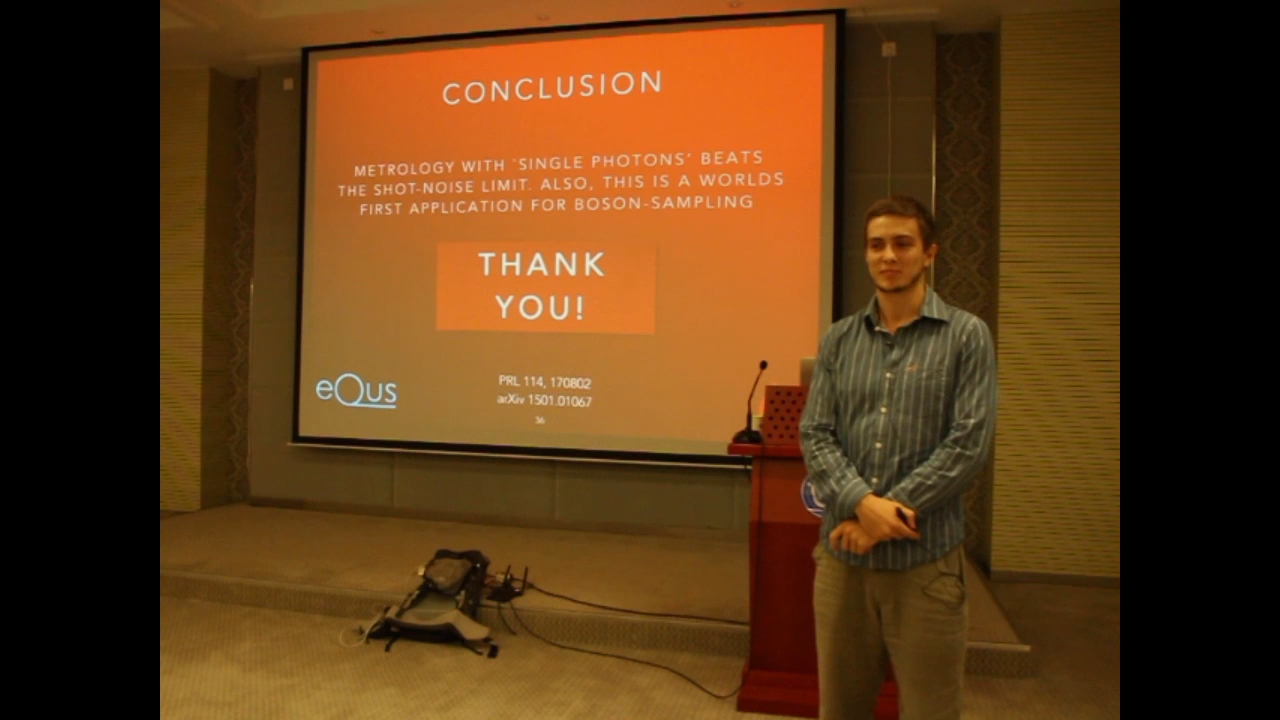 CONCLUSION
METROLOGY WITH 'SINGLE PHOTONS' BEATS
THE SHOT-NOISE LIMIT. ALSO, THIS IS A WORLDS
FIRST APPLICATION FOR BOSON-SAMPLING
THANK
YOU!
eQus
PRL 114, 170802
arXiv 1501.01067
36